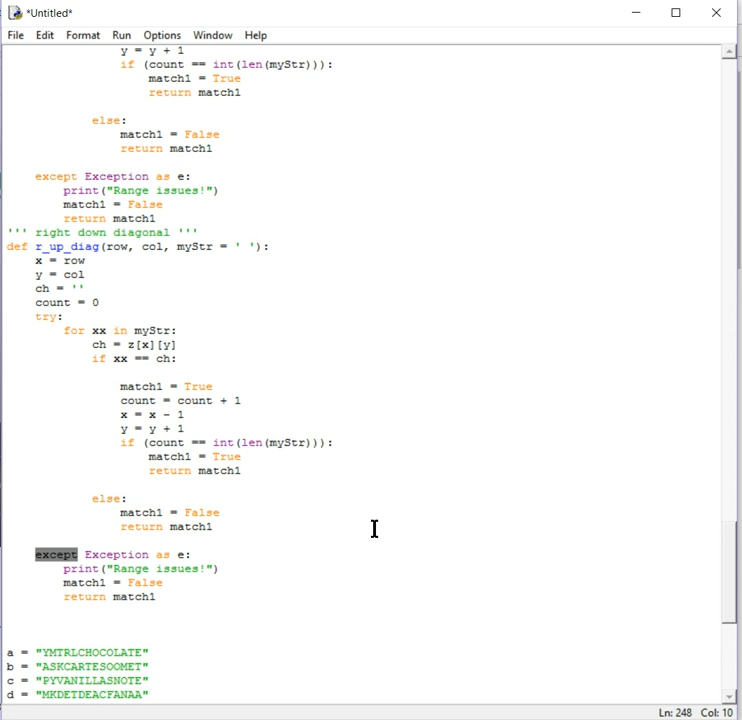 *Untitled*
File Edit Format Run Options Window Help
y = y + 1
if (count == int(len(myStr))):
match1 = True
return match1
else:
match1 = False
return match1
except Exception as e:
print("Range issues!")
match1 = False
return match1
''' right down diagonal '''
def r_up_diag(row, col, myStr = ' '):
x = row
y = col
ch = ''
count = 0
try:
for xx in myStr:
ch = z[x][y]
if xx == ch:
match1 = True
count = count + 1
x = x - 1
y = y + 1
if (count == int(len(myStr))):
match1 = True
return match1
else:
match1 = False
return match1
except Exception as e:
print("Range issues!")
match1 = False
return match1
a = "YMTRLCHOCOLATE"
b = "ASKCARTESOOMET"
c = "PYVANILLASNOTE"
d = "MKDETDEACFANAA"
Ln: 248 Col: 10